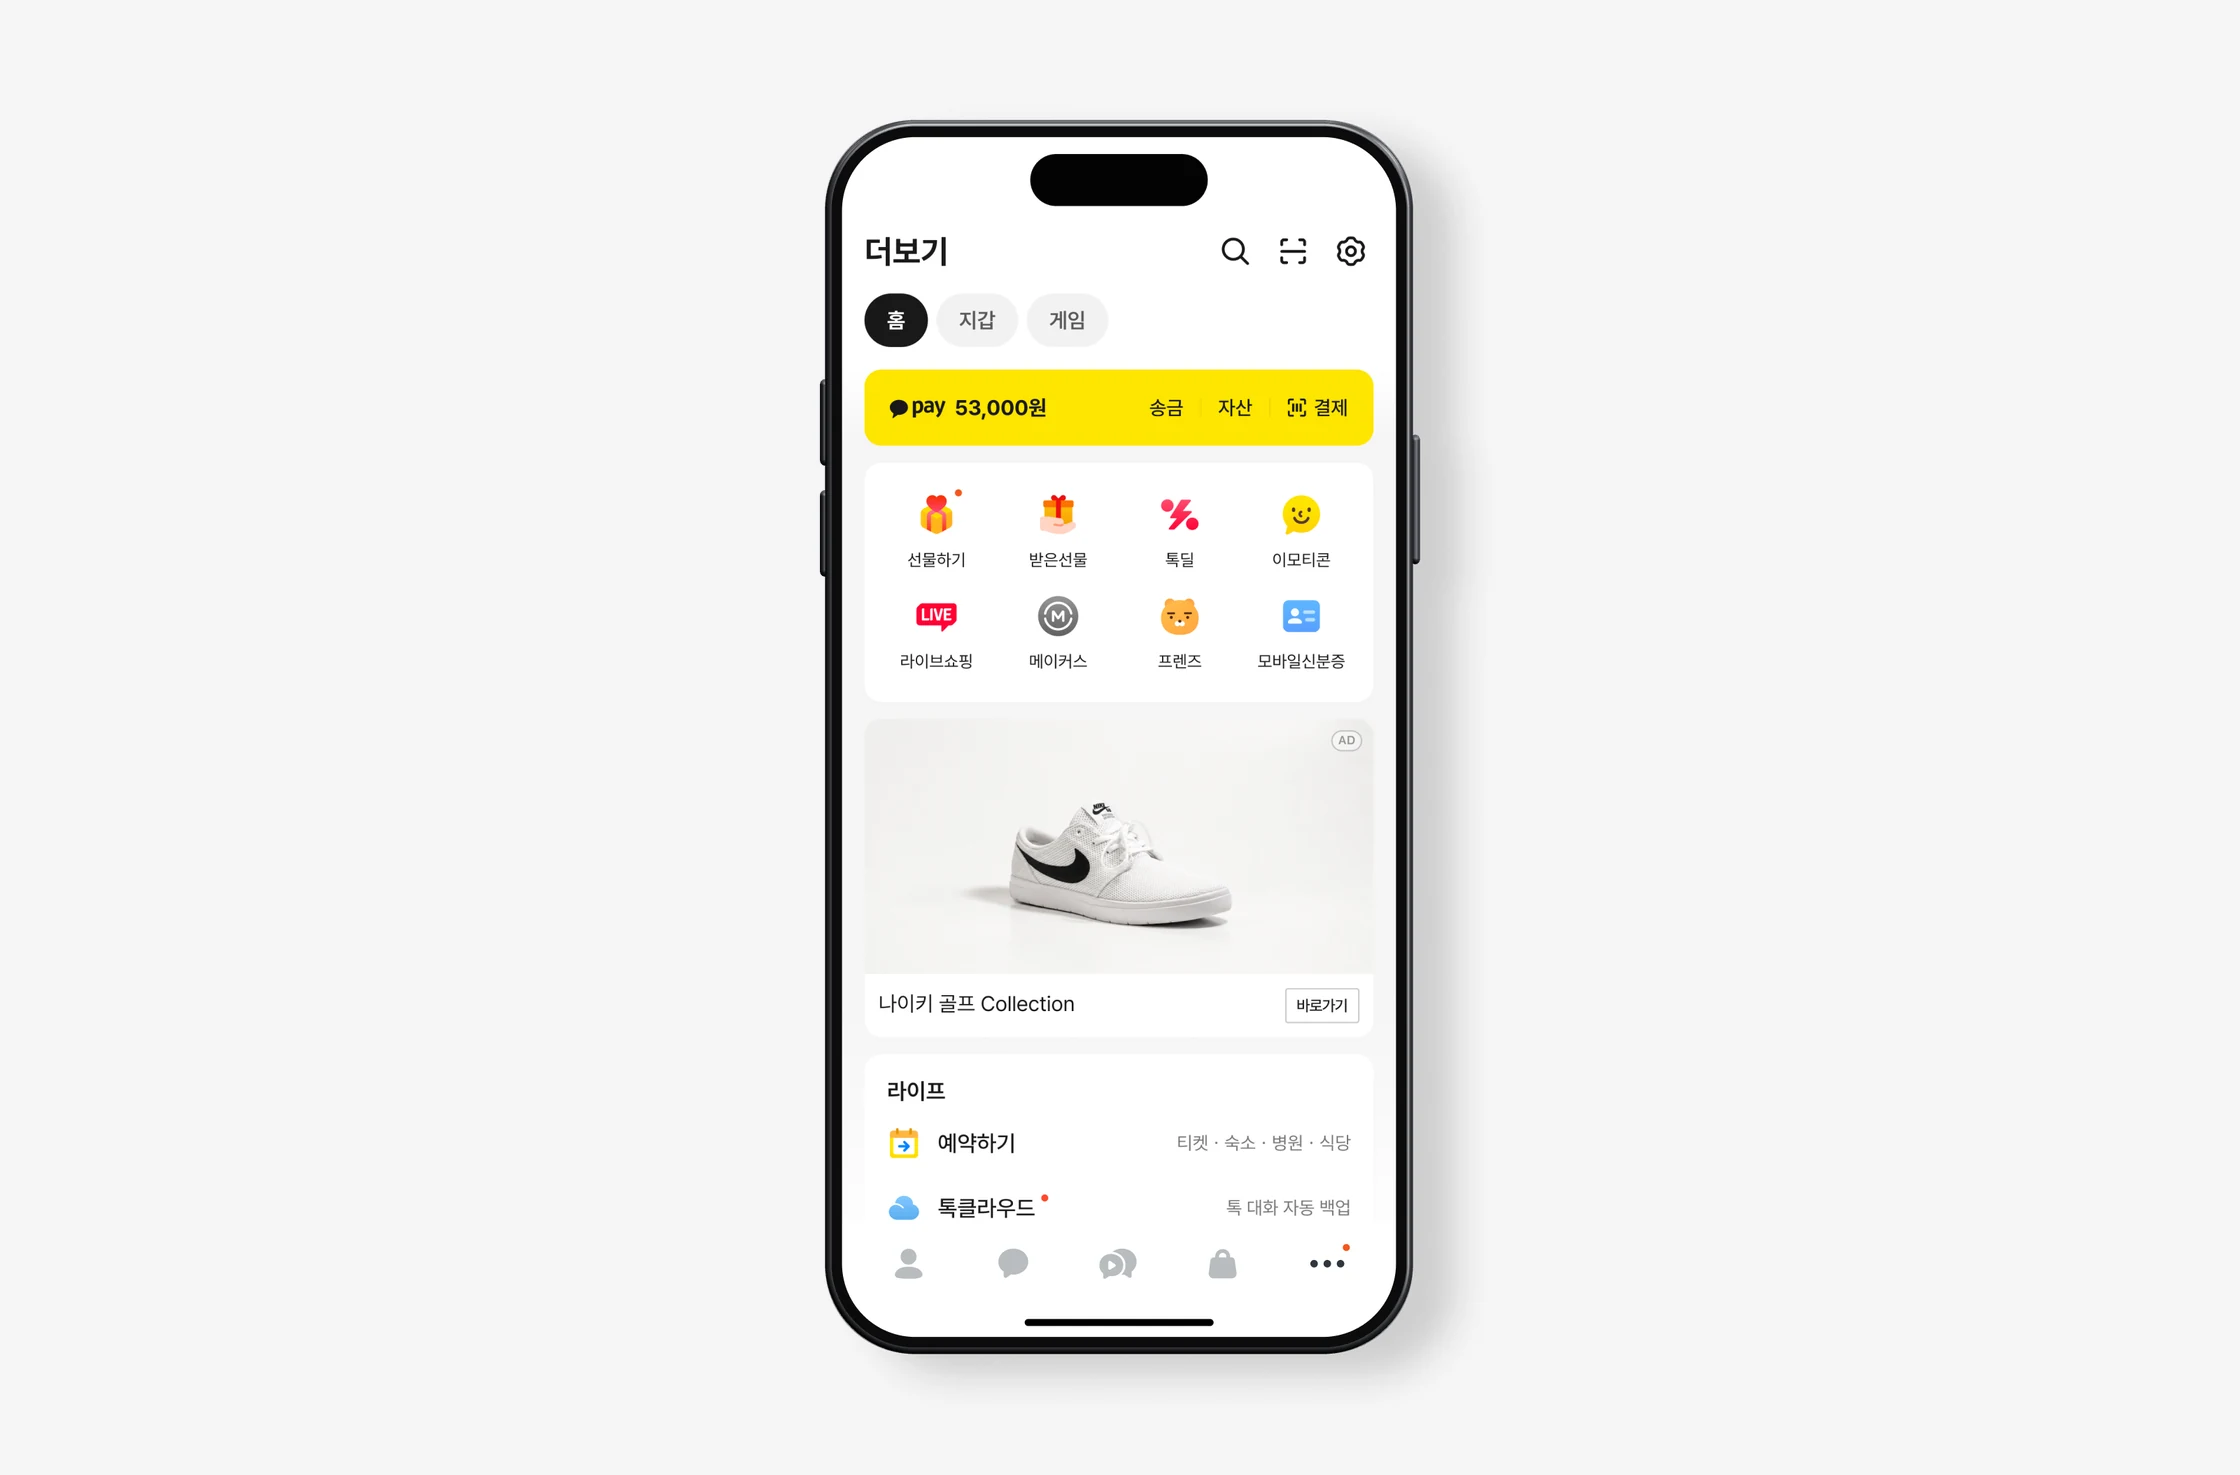 더보기
홈 지갑 게임
pay 53,000원 송금 자산 결제
선물하기 받은선물 톡딜 이모티콘
LIVE M
라이브쇼핑 메이커스 프렌즈 모바일신분증
AD
NIKE
나이키 골프 Collection 바로가기
라이프
예약하기 티켓 · 숙소 · 병원 · 식당
톡클라우드 톡 대화 자동 백업